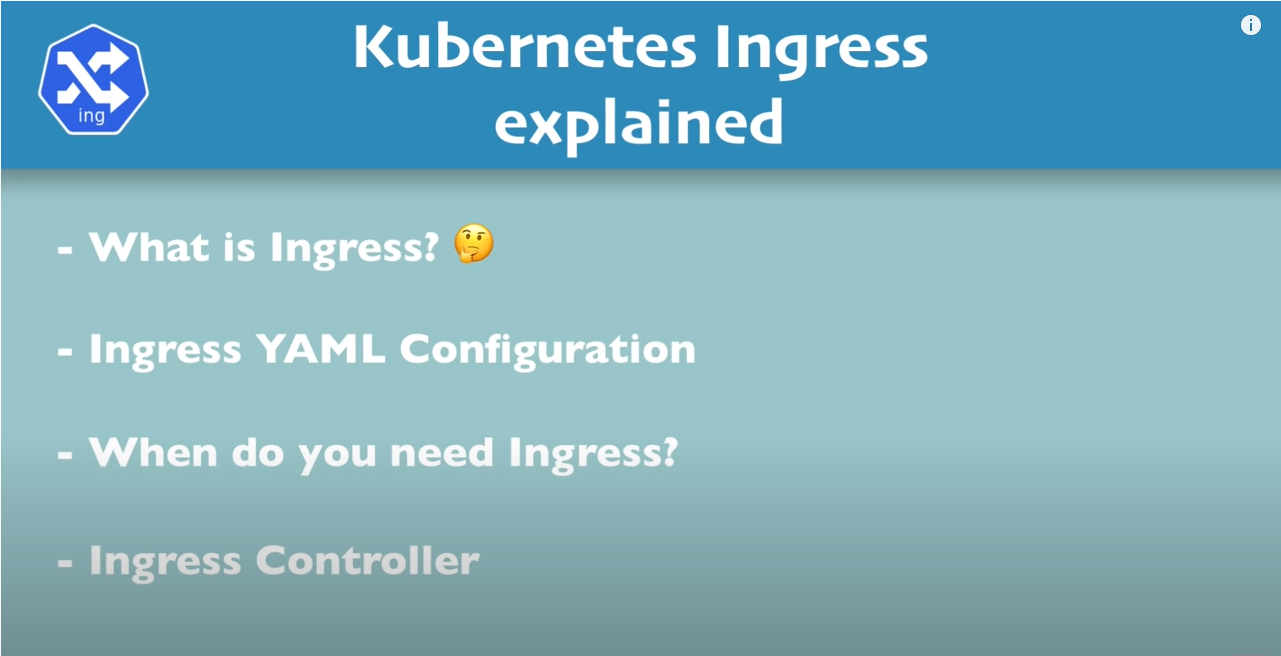 Kubernetes Ingress
explained
ing
i
- What is Ingress? 🤔
- Ingress YAML Configuration
- When do you need Ingress?
- Ingress Controller